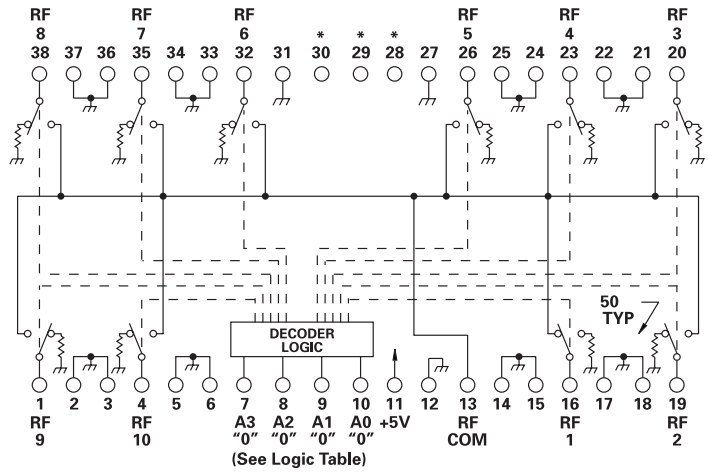 RF RF RF RF RF RF
8 7 6 * * * 5 4 3
38 37 36 35 34 33 32 31 30 29 28 27 26 25 24 23 22 21 20
50
TYP
DECODER
LOGIC
1 2 3 4 5 6 7 8 9 10 11 12 13 14 15 16 17 18 19
RF RF A3 A2 A1 A0 +5V RF RF RF
9 10 “0” “0” “0” “0” COM 1 2
(See Logic Table)